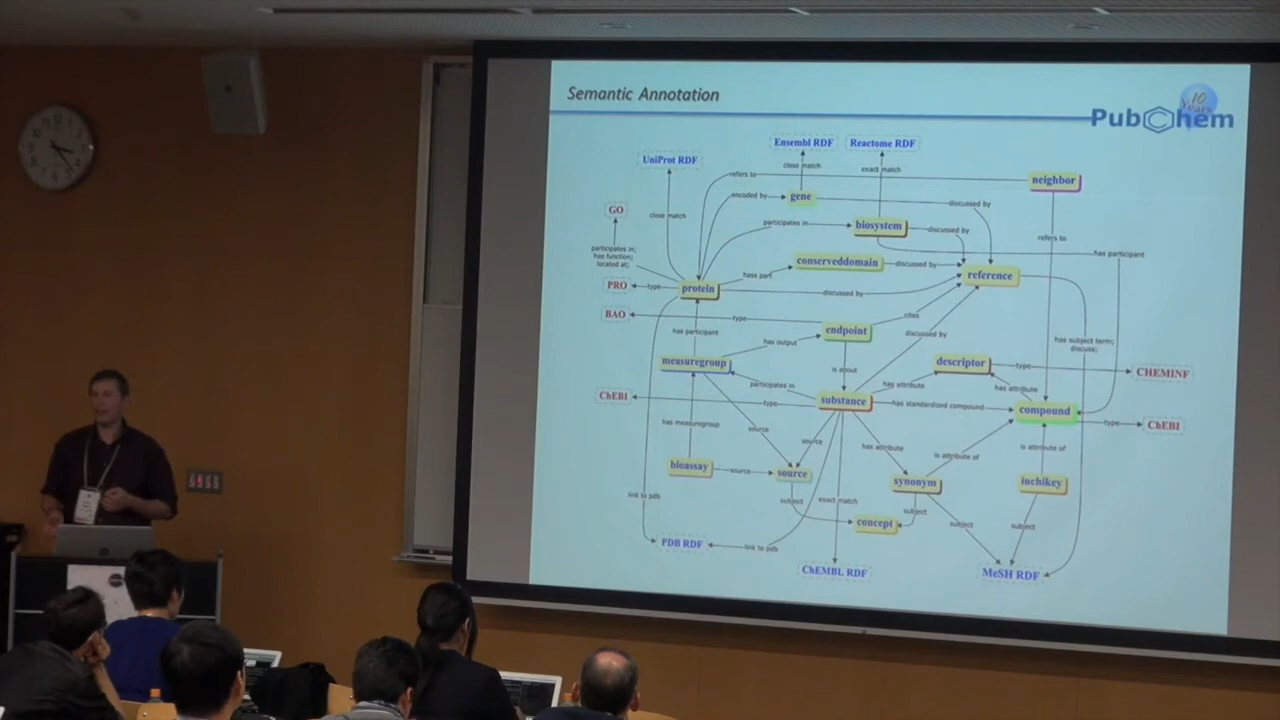 Semantic Annotation
10
Years
PubChem
Ensembl RDF
Reactome RDF
UniProt RDF
close match
exact match
refers to
neighbor
encoded by
gene
discussed by
GO
close match
participates in
biosystem
discussed by
refers to
participates in;
has function;
located at;
has participant
conserveddomain
discussed by
has part
reference
PRO
type
protein
discussed by
BAO
type
cites
has participant
endpoint
discussed by
has output
has subject term;
discuss;
measuregroup
is about
descriptor
type
CHEMINF
participates in
has attribute
has attribute
ChEBI
type
substance
has standardized compound
compound
type
ChEBI
has measuregroup
source
source
has attribute
is attribute of
is attribute of
bioassay
source
source
synonym
inchikey
link to pdb
subject
exact match
subject
concept
subject
subject
PDB RDF
link to pdb
ChEMBL RDF
MeSH RDF